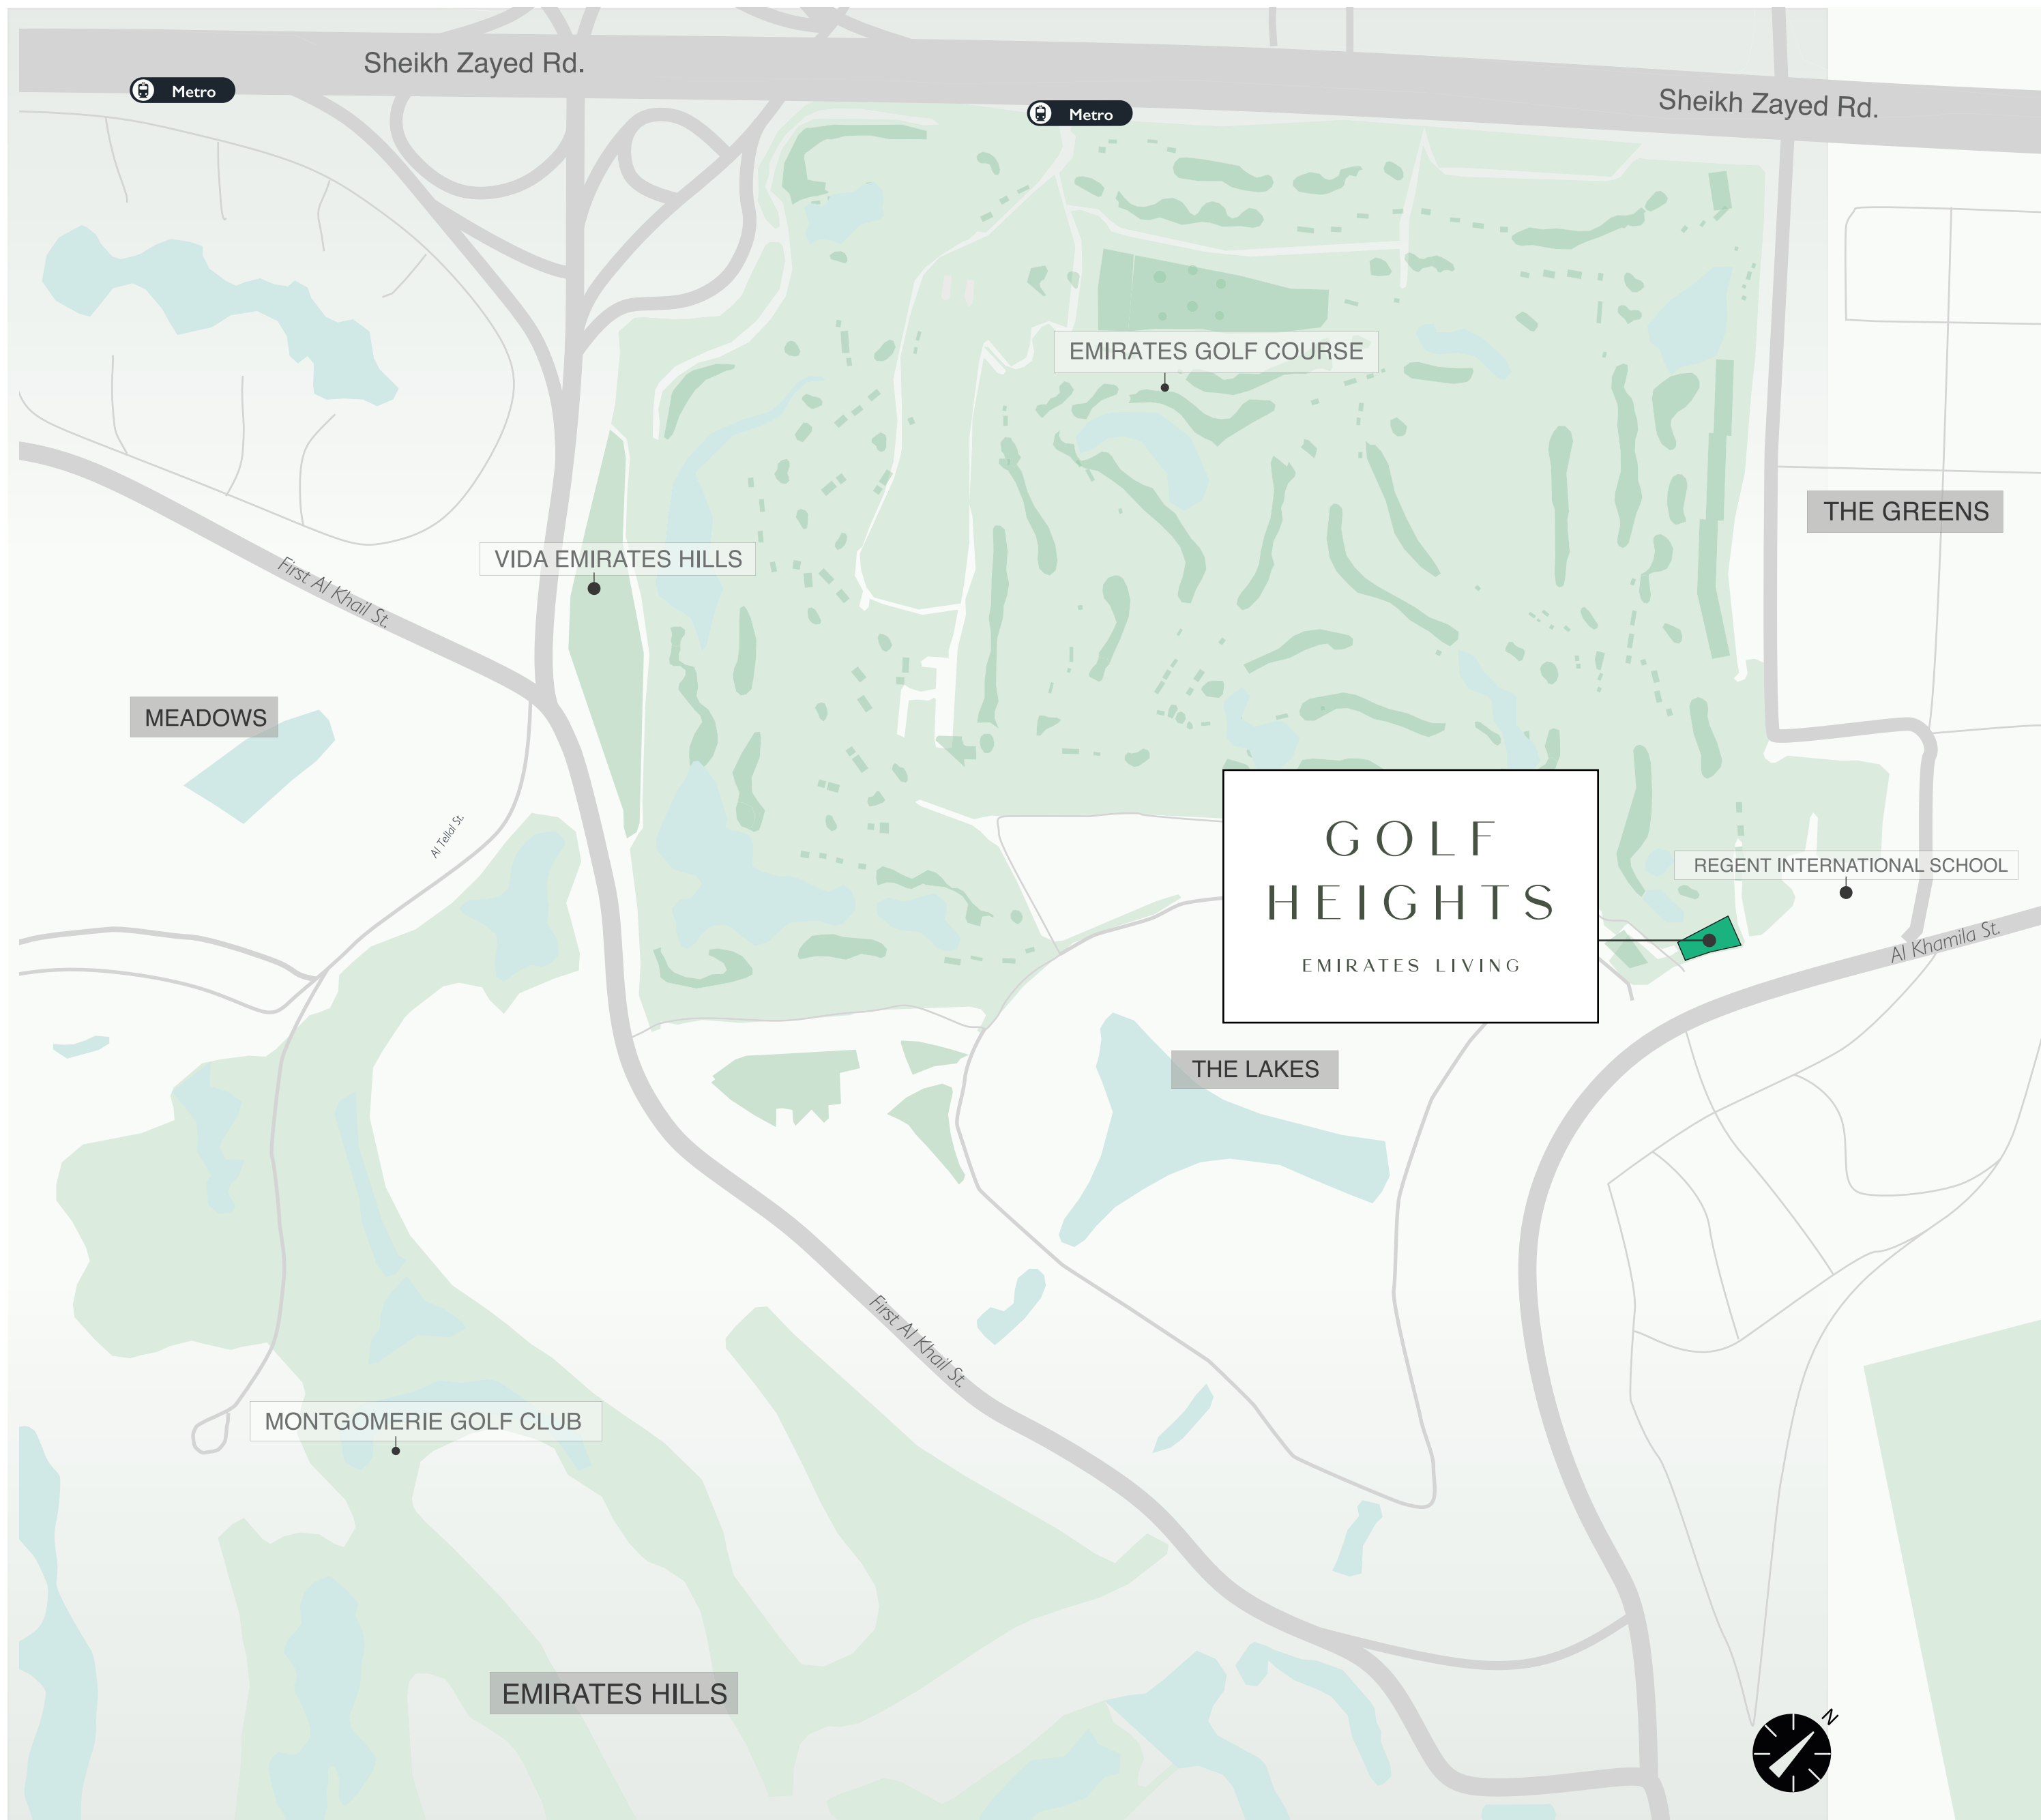 Sheikh Zayed Rd.
Metro
Metro
Sheikh Zayed Rd.
EMIRATES GOLF COURSE
THE GREENS
VIDA EMIRATES HILLS
First Al Khail St.
MEADOWS
Al Tellal St.
GOLF
HEIGHTS
EMIRATES LIVING
REGENT INTERNATIONAL SCHOOL
Al Khamila St.
THE LAKES
First Al Khail St.
MONTGOMERIE GOLF CLUB
EMIRATES HILLS
N